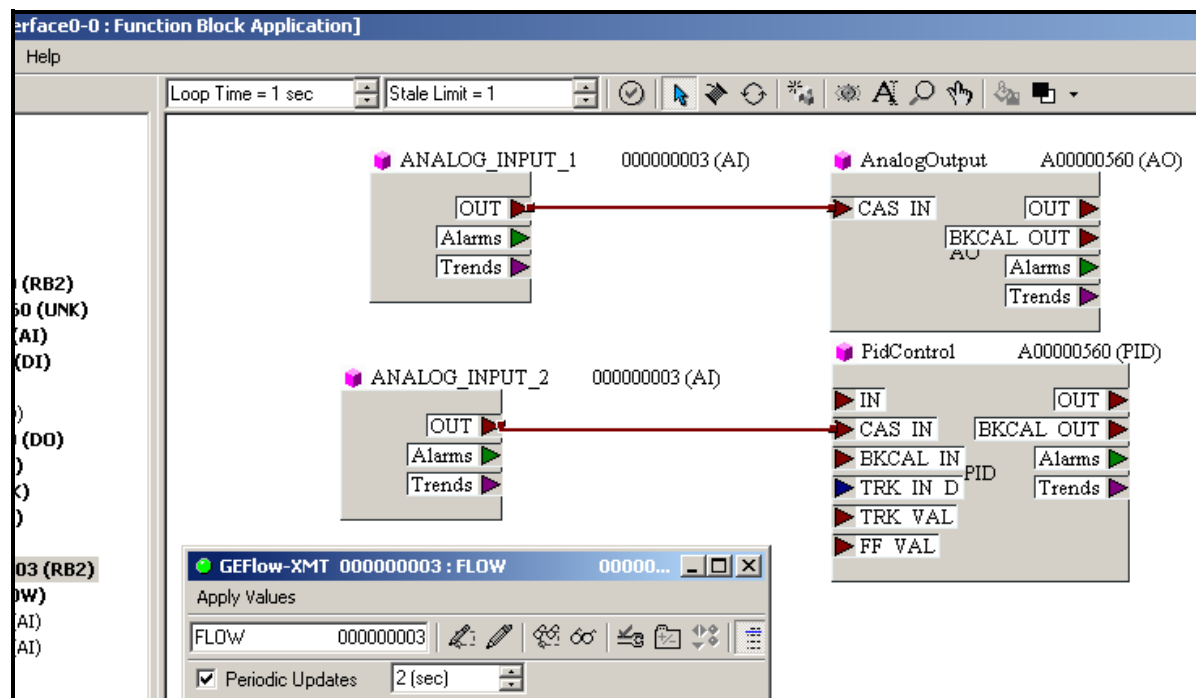 erface0-0 : Function Block Application]
Help
Loop Time = 1 sec
Stale Limit = 1
ANALOG_INPUT_1 000000003 (AI)
OUT
Alarms
Trends
AnalogOutput A00000560 (AO)
CAS IN
OUT
BKCAL OUT
AO
Alarms
Trends
(RB2)
60 (UNK)
(AI)
(DI)
)
(DO)
)
)
)
ANALOG_INPUT_2 000000003 (AI)
OUT
Alarms
Trends
PidControl A00000560 (PID)
IN
OUT
CAS IN
BKCAL OUT
BKCAL IN
Alarms
PID
TRK IN D
Trends
TRK VAL
FF VAL
03 (RB2)
OW)
(AI)
(AI)
GEFlow-XMT 000000003 : FLOW 00000...
Apply Values
FLOW 000000003
Periodic Updates 2 (sec)